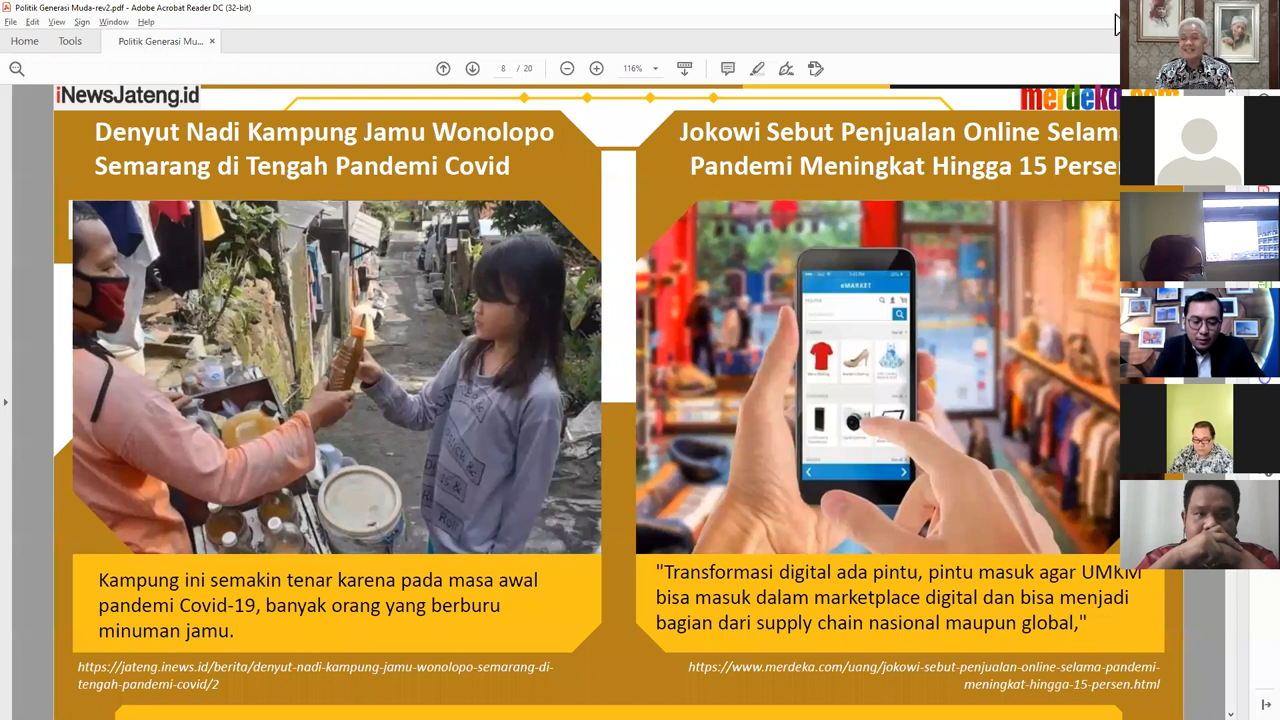 Politik Generasi Muda-rev2.pdf - Adobe Acrobat Reader DC (32-bit)
File Edit View Sign Window Help
Home Tools Politik Generasi Mu... ×
8 / 20 116%
iNewsJateng.id
merdeka.com
Denyut Nadi Kampung Jamu Wonolopo
Semarang di Tengah Pandemi Covid
Jokowi Sebut Penjualan Online Selama
Pandemi Meningkat Hingga 15 Persen
eMARKET
Kampung ini semakin tenar karena pada masa awal
pandemi Covid-19, banyak orang yang berburu
minuman jamu.
"Transformasi digital ada pintu, pintu masuk agar UMKM
bisa masuk dalam marketplace digital dan bisa menjadi
bagian dari supply chain nasional maupun global,"
https://jateng.inews.id/berita/denyut-nadi-kampung-jamu-wonolopo-semarang-di-
tengah-pandemi-covid/2
https://www.merdeka.com/uang/jokowi-sebut-penjualan-online-selama-pandemi-
meningkat-hingga-15-persen.html